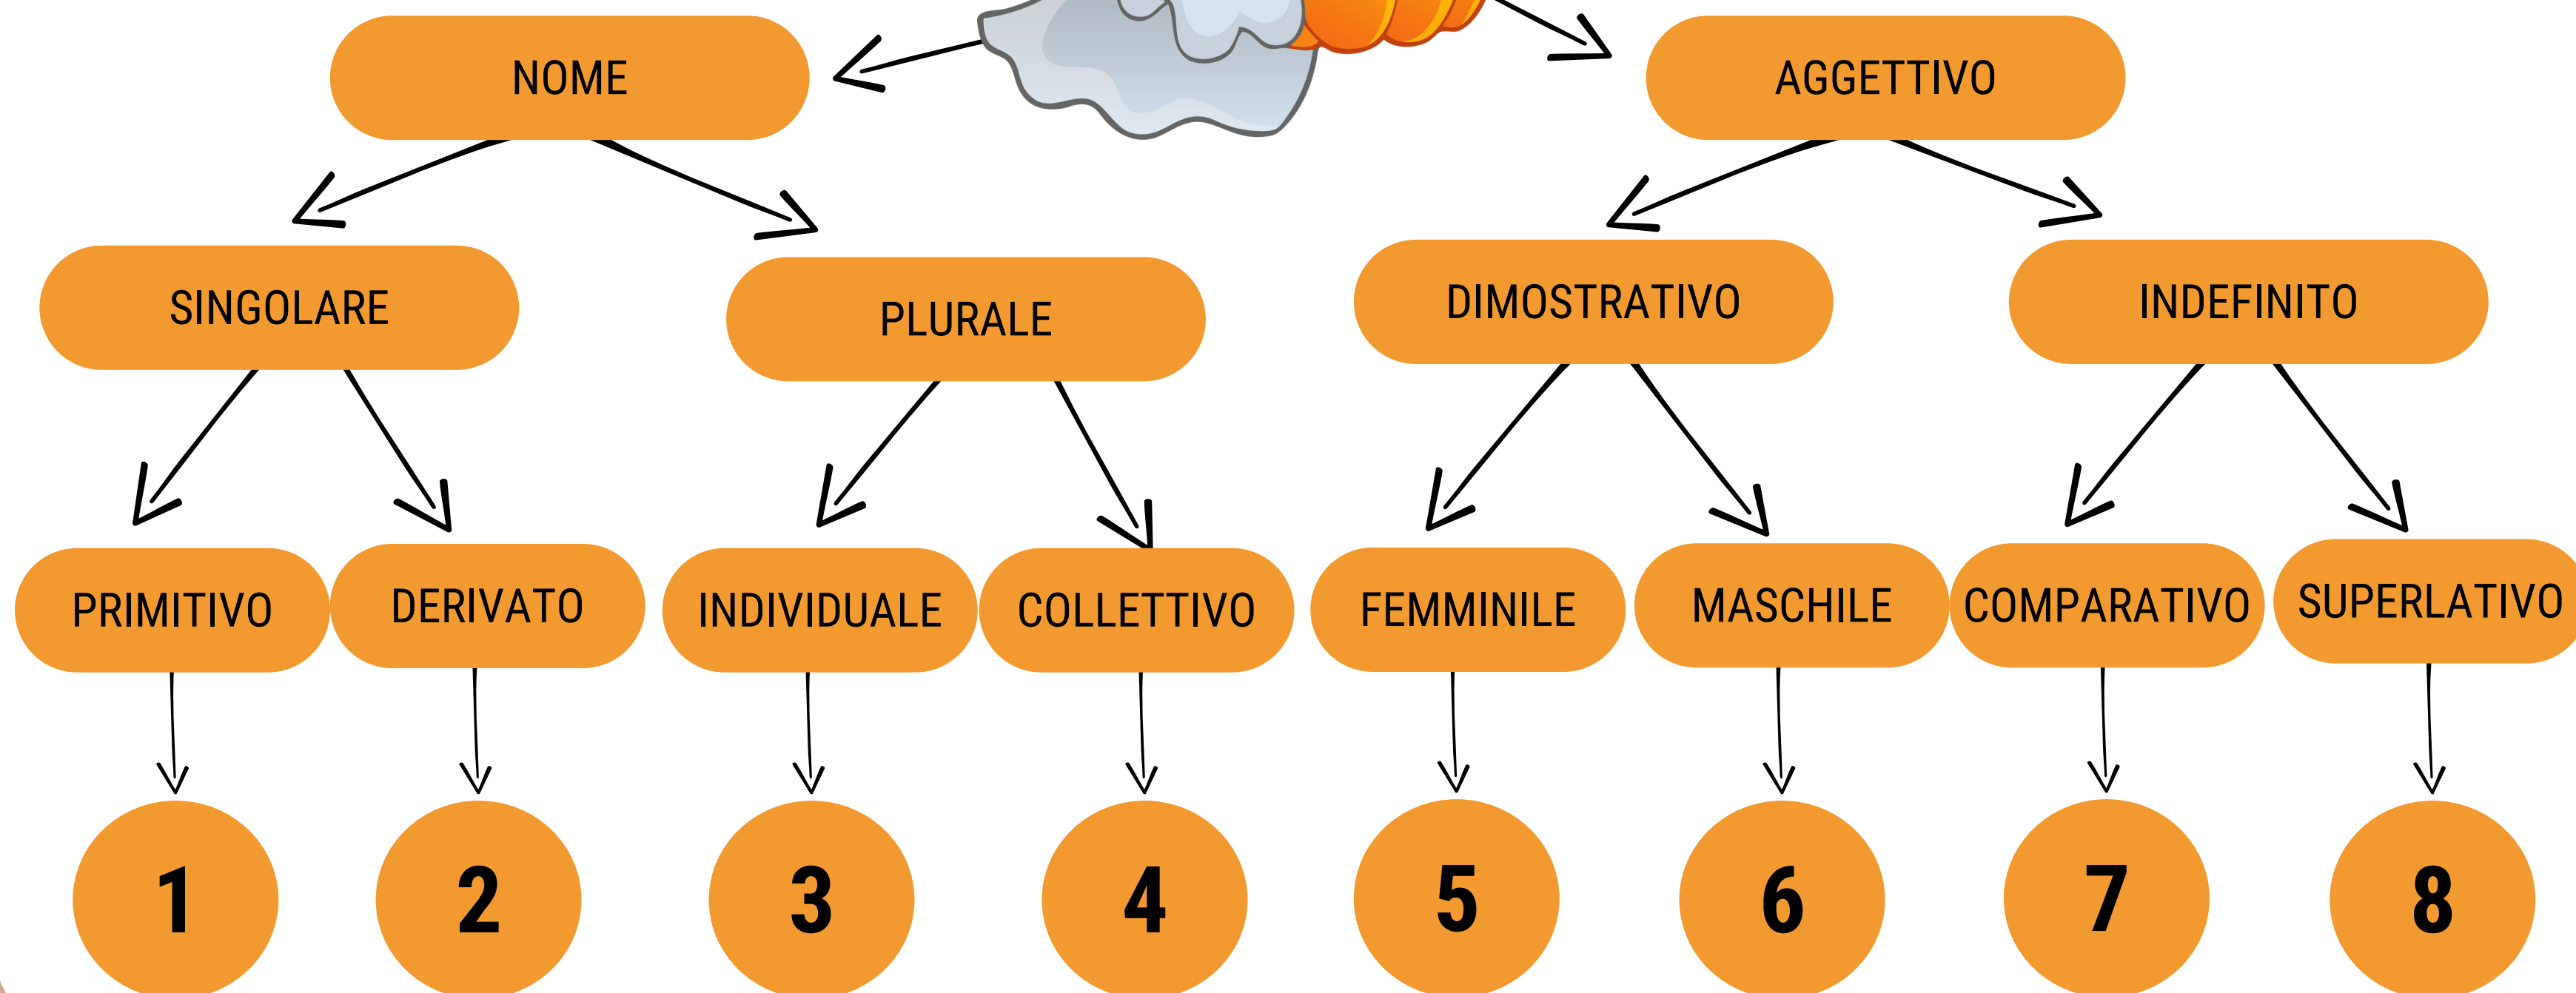 NOME
AGGETTIVO
SINGOLARE
PLURALE
DIMOSTRATIVO
INDEFINITO
PRIMITIVO
DERIVATO
INDIVIDUALE
COLLETTIVO
FEMMINILE
MASCHILE
COMPARATIVO
SUPERLATIVO
1
2
3
4
5
6
7
8